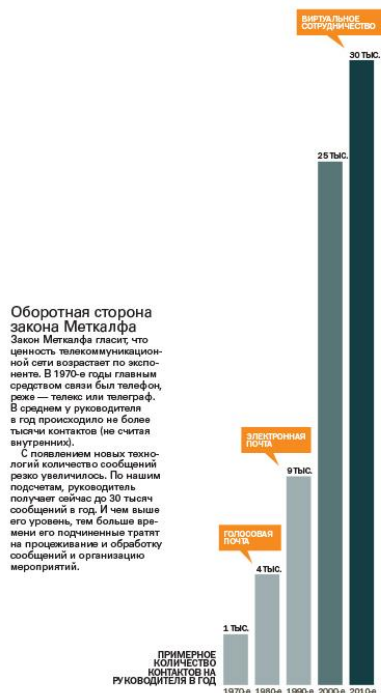 ВИРТУАЛЬНОЕ
СОТРУДНИЧЕСТВО
30 ТЫС.
25 ТЫС.
Оборотная сторона
закона Меткалфа
Закон Меткалфа гласит, что
ценность телекоммуникацион-
ной сети возрастает по экспо-
ненте. В 1970-е годы главным
средством связи был телефон,
реже — телекс или телеграф.
В среднем у руководителя
в год происходило не более
тысячи контактов (не считая
внутренних).
С появлением новых техно-
логий количество сообщений
резко увеличилось. По нашим
подсчетам, руководитель
получает сейчас до 30 тысяч
сообщений в год. И чем выше
его уровень, тем больше вре-
мени его подчиненные тратят
на процеживание и обработку
сообщений и организацию
мероприятий.
ЭЛЕКТРОННАЯ
ПОЧТА
9 ТЫС.
ГОЛОСОВАЯ
ПОЧТА
4 ТЫС.
1 ТЫС.
ПРИМЕРНОЕ
КОЛИЧЕСТВО
КОНТАКТОВ НА
РУКОВОДИТЕЛЯ В ГОД
1970-е 1980-е 1990-е 2000-е 2010-е